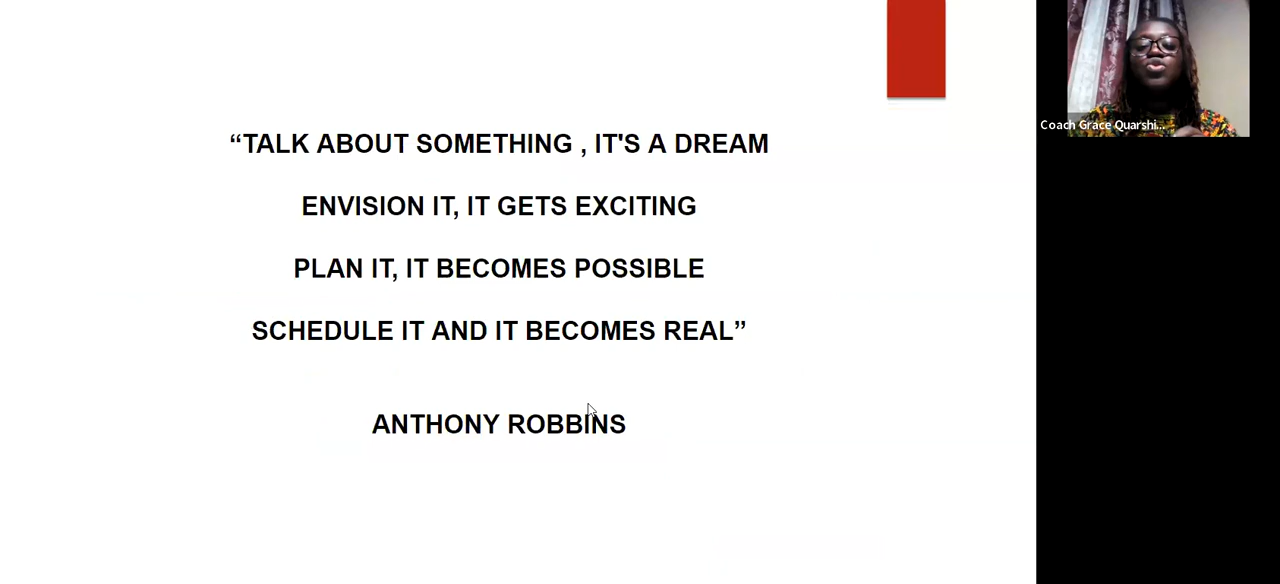 “TALK ABOUT SOMETHING , IT'S A DREAM
ENVISION IT, IT GETS EXCITING
PLAN IT, IT BECOMES POSSIBLE
SCHEDULE IT AND IT BECOMES REAL”
ANTHONY ROBBINS
Coach Grace Quarshi...